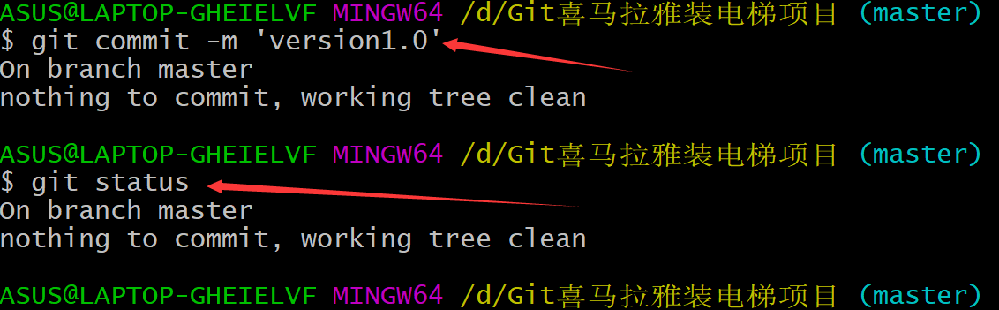 ASUS@LAPTOP-GHEIELVF MINGW64 /d/Git喜马拉雅装电梯项目 (master)
$ git commit -m 'version1.0'
On branch master
nothing to commit, working tree clean
ASUS@LAPTOP-GHEIELVF MINGW64 /d/Git喜马拉雅装电梯项目 (master)
$ git status
On branch master
nothing to commit, working tree clean
ASUS@LAPTOP-GHEIELVF MINGW64 /d/Git喜马拉雅装电梯项目 (master)